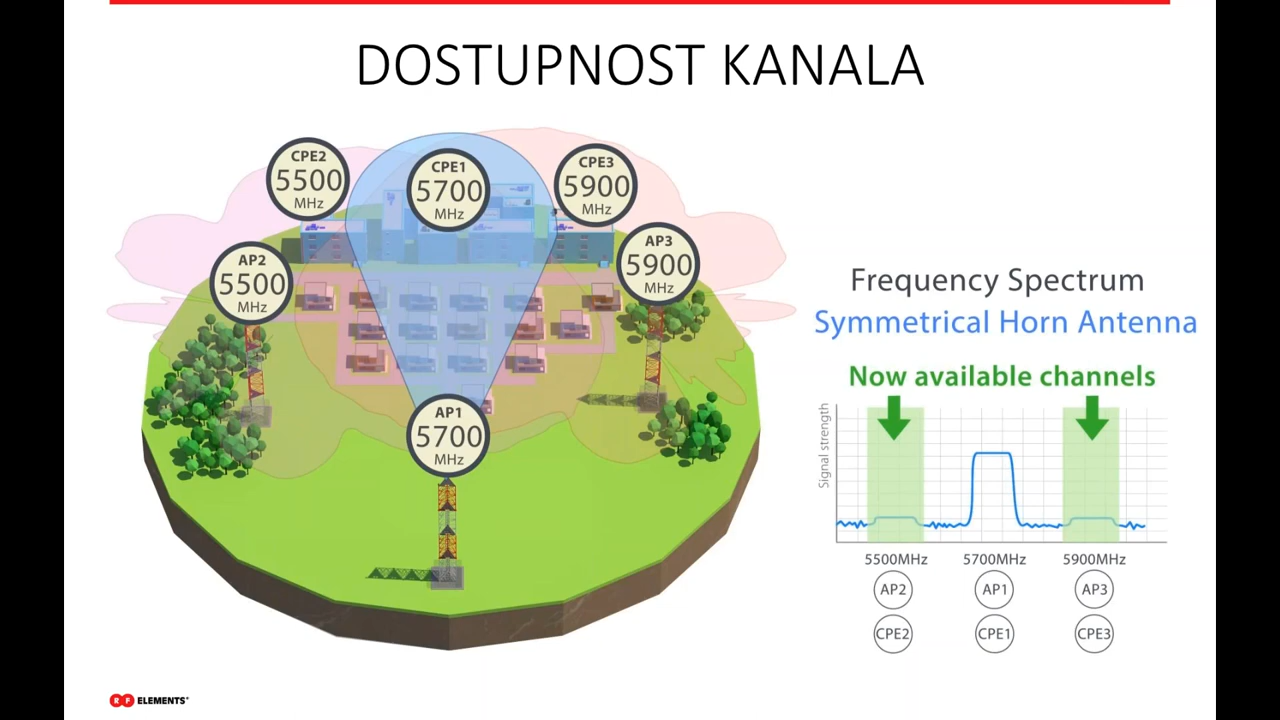 DOSTUPNOST KANALA
CPE2
5500
MHz
CPE1
5700
MHz
CPE3
5900
MHz
AP2
5500
MHz
AP3
5900
MHz
AP1
5700
MHz
Frequency Spectrum
Symmetrical Horn Antenna
Now available channels
Signal strength
5500MHz 5700MHz 5900MHz
AP2 AP1 AP3
CPE2 CPE1 CPE3
RF ELEMENTS